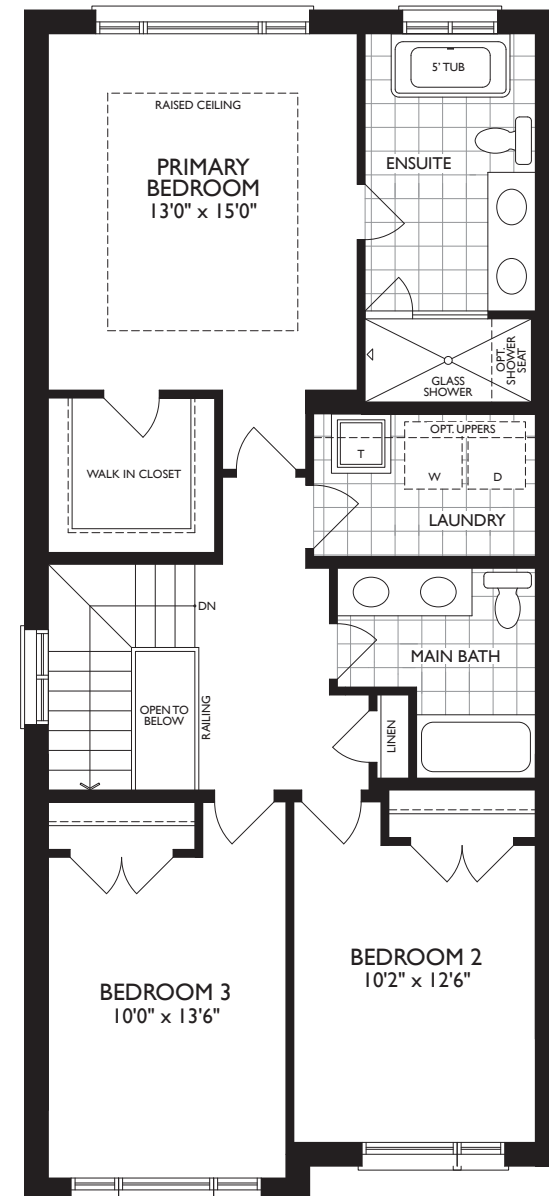 5' TUB
RAISED CEILING
PRIMARY
BEDROOM
13'0" x 15'0"
ENSUITE
OPT.
SHOWER
SEAT
GLASS
SHOWER
OPT. UPPERS
T
W
D
WALK IN CLOSET
LAUNDRY
DN
MAIN BATH
OPEN TO
BELOW
RAILING
LINEN
BEDROOM 2
10'2" x 12'6"
BEDROOM 3
10'0" x 13'6"